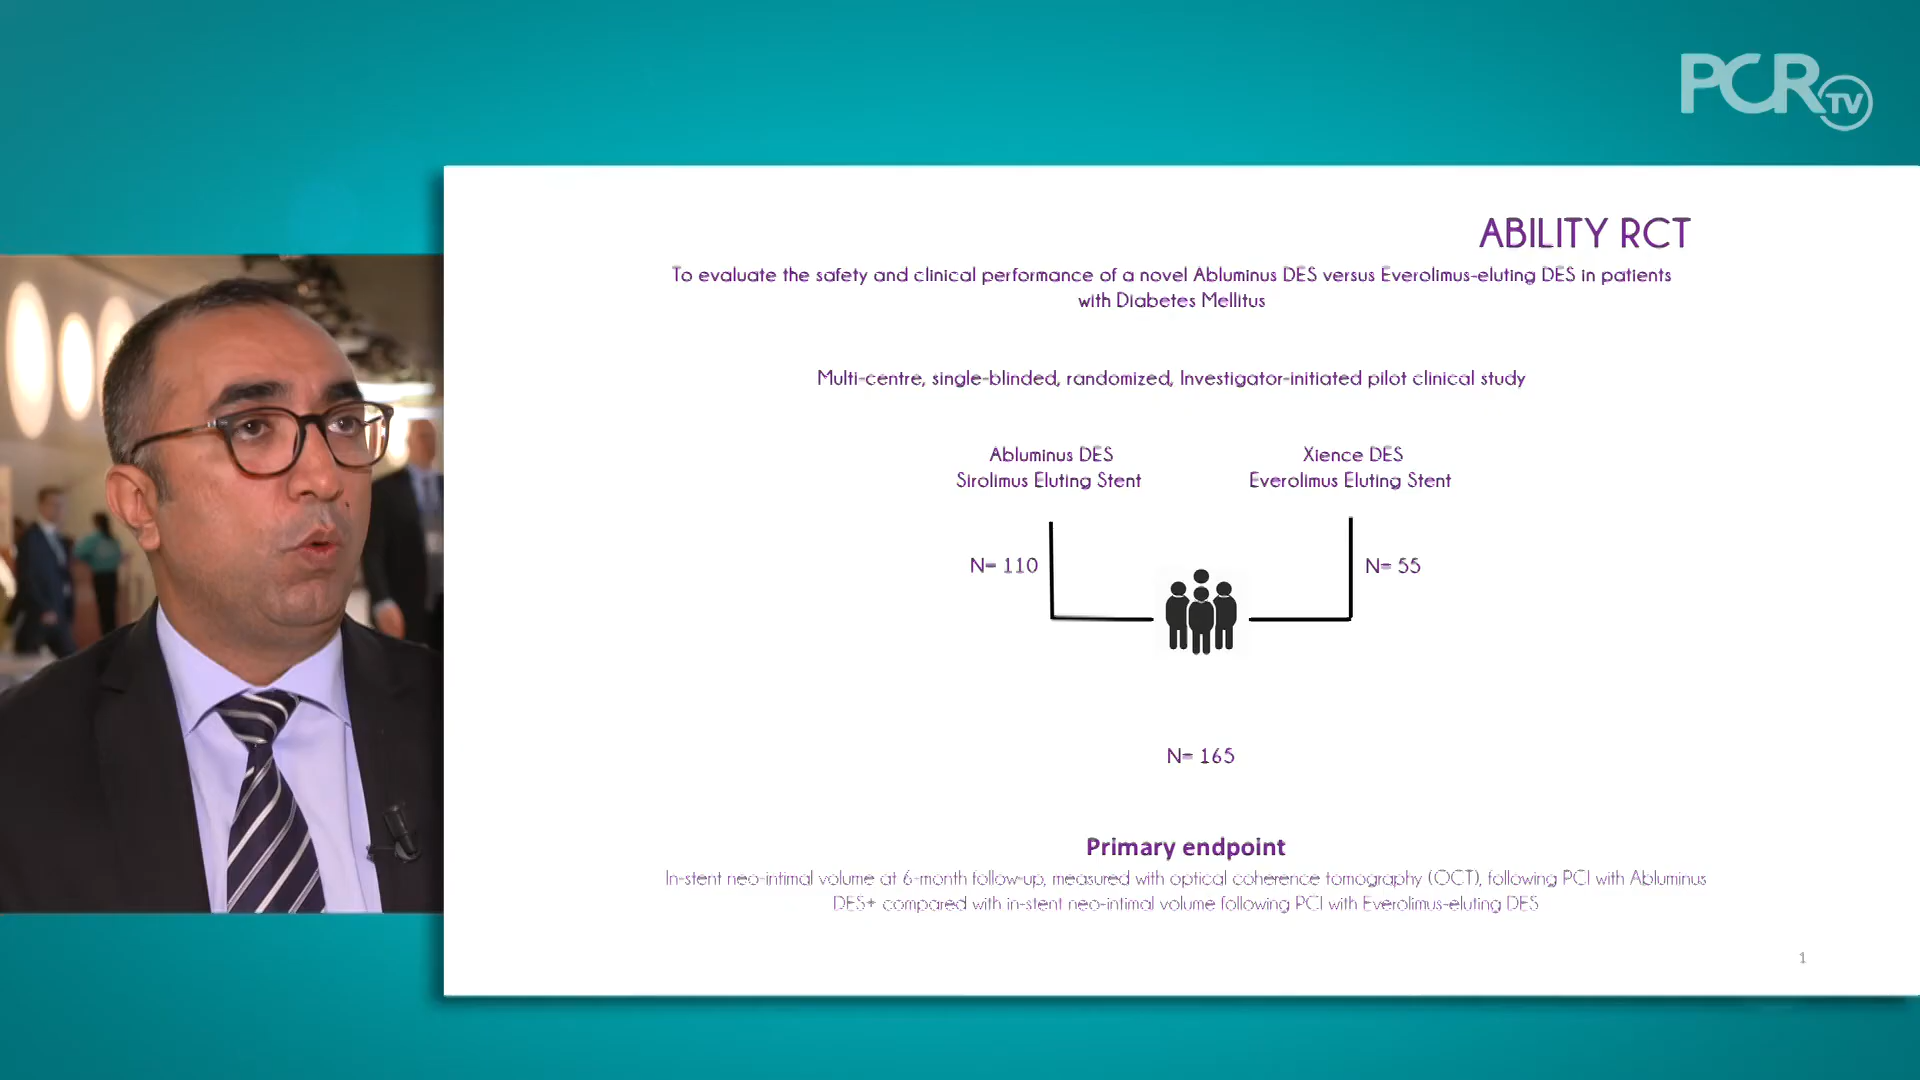 PCR TV
ABILITY RCT
To evaluate the safety and clinical performance of a novel Abluminus DES versus Everolimus-eluting DES in patients
with Diabetes Mellitus
Multi-centre, single-blinded, randomized, Investigator-initiated pilot clinical study
Abluminus DES
Sirolimus Eluting Stent
Xience DES
Everolimus Eluting Stent
N= 110
N= 55
N= 165
Primary endpoint
In-stent neo-intimal volume at 6-month follow-up, measured with optical coherence tomography (OCT), following PCI with Abluminus
DES+ compared with in-stent neo-intimal volume following PCI with Everolimus-eluting DES
1